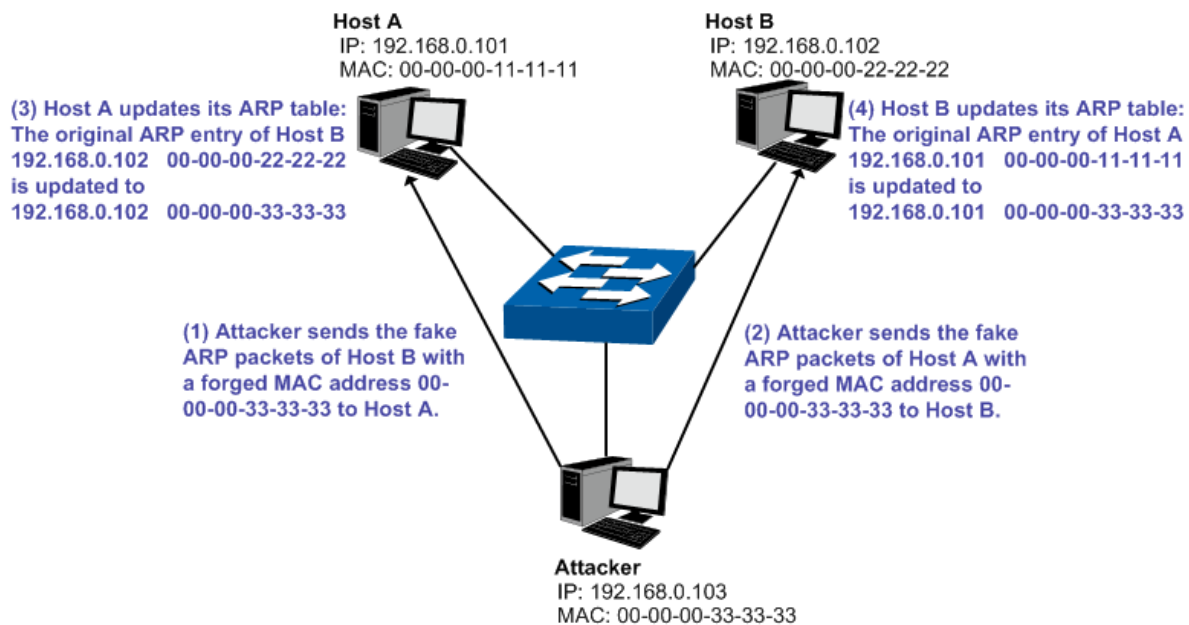 Host A
IP: 192.168.0.101
MAC: 00-00-00-11-11-11
Host B
IP: 192.168.0.102
MAC: 00-00-00-22-22-22
(3) Host A updates its ARP table:
The original ARP entry of Host B
192.168.0.102 00-00-00-22-22-22
is updated to
192.168.0.102 00-00-00-33-33-33
(4) Host B updates its ARP table:
The original ARP entry of Host A
192.168.0.101 00-00-00-11-11-11
is updated to
192.168.0.101 00-00-00-33-33-33
(1) Attacker sends the fake
ARP packets of Host B with
a forged MAC address 00-
00-00-33-33-33 to Host A.
(2) Attacker sends the fake
ARP packets of Host A with
a forged MAC address 00-
00-00-33-33-33 to Host B.
Attacker
IP: 192.168.0.103
MAC: 00-00-00-33-33-33